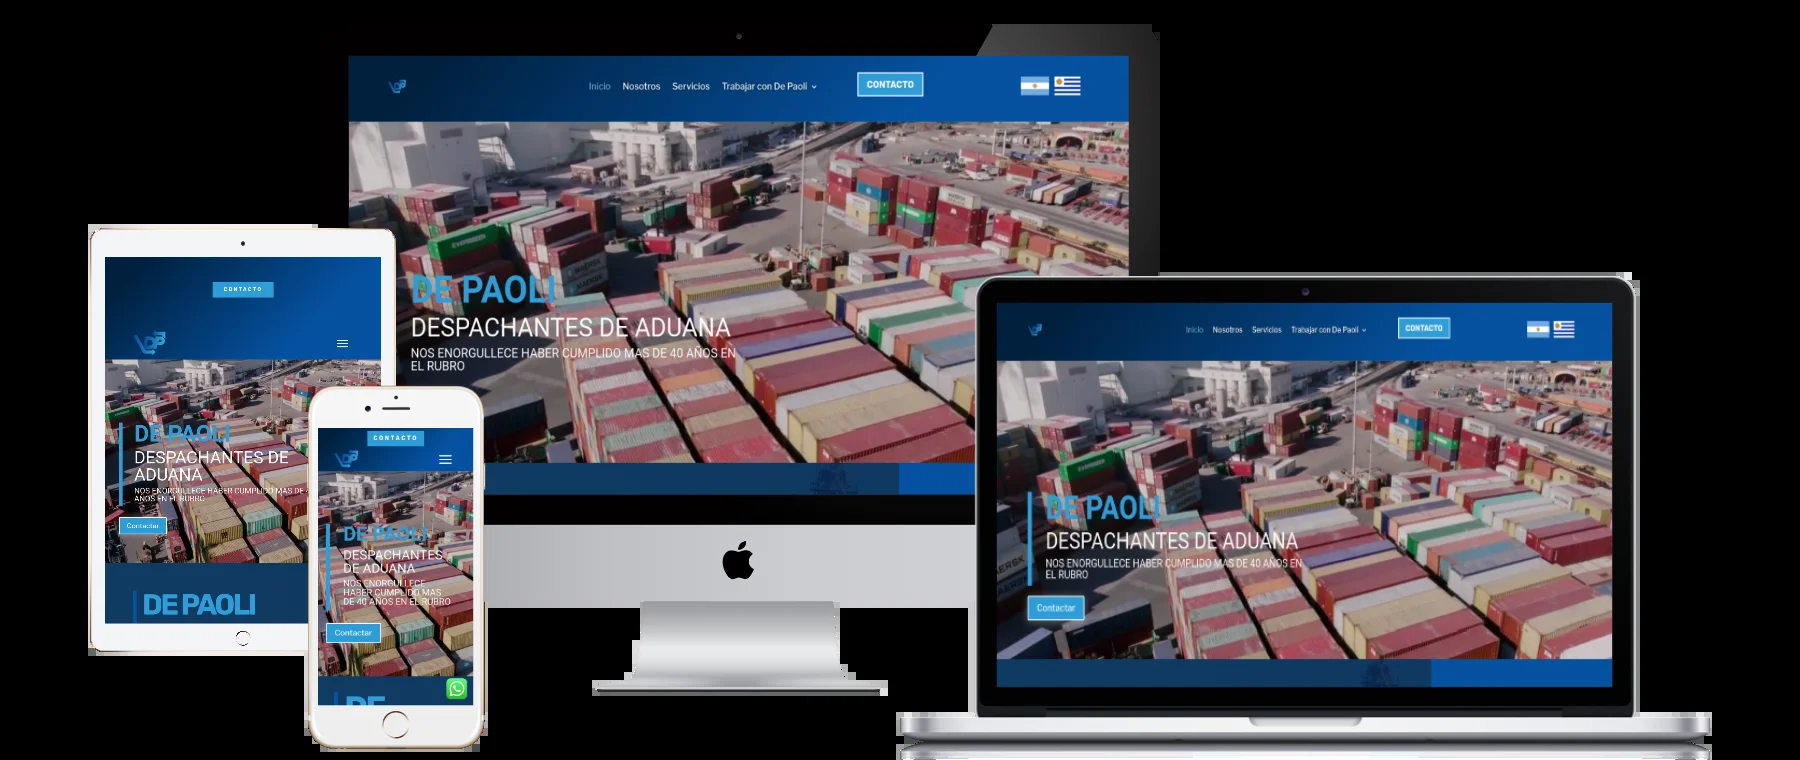 Inicio Nosotros Servicios Trabajar con De Paoli CONTACTO
DE PAOLI
DESPACHANTES DE ADUANA
NOS ENORGULLECE HABER CUMPLIDO MAS DE 40 AÑOS EN
EL RUBRO
CONTACTO
DE PAOLI
DESPACHANTES DE
ADUANA
NOS ENORGULLECE HABER CUMPLIDO MAS DE
AÑOS EN EL RUBRO
Contactar
DE PAOLI
CONTACTO
DE PAOLI
DESPACHANTES
DE ADUANA
NOS ENORGULLECE
HABER CUMPLIDO MAS
DE 40 AÑOS EN EL RUBRO
Contactar
DE
Inicio Nosotros Servicios Trabajar con De Paoli CONTACTO
DE PAOLI
DESPACHANTES DE ADUANA
NOS ENORGULLECE HABER CUMPLIDO MAS DE 40 AÑOS EN
EL RUBRO
Contactar